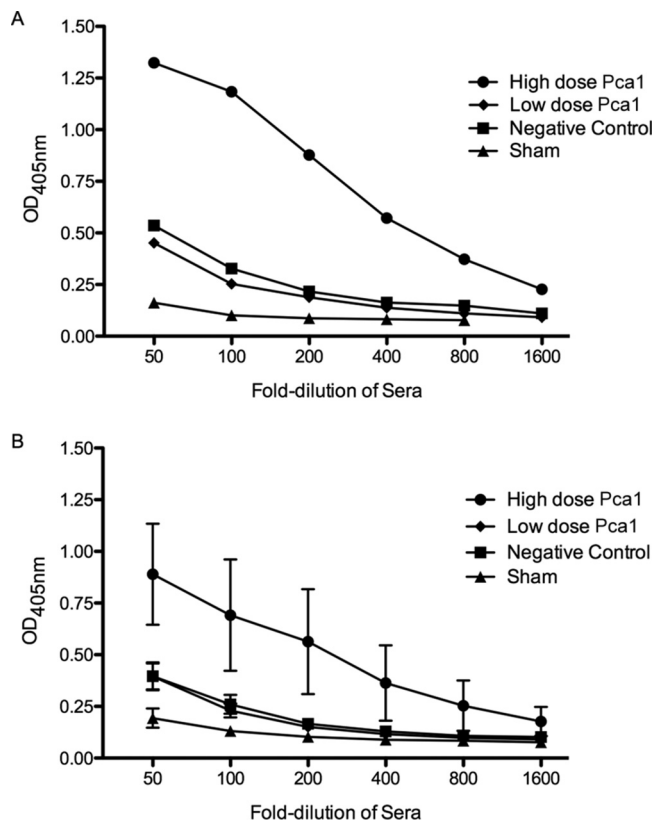 A
1.50
1.25
1.00
0.75
0.50
0.25
0.00
OD405nm
50 100 200 400 800 1600
Fold-dilution of Sera
High dose Pca1
Low dose Pca1
Negative Control
Sham
B
1.50
1.25
1.00
0.75
0.50
0.25
0.00
OD405nm
50 100 200 400 800 1600
Fold-dilution of Sera
High dose Pca1
Low dose Pca1
Negative Control
Sham